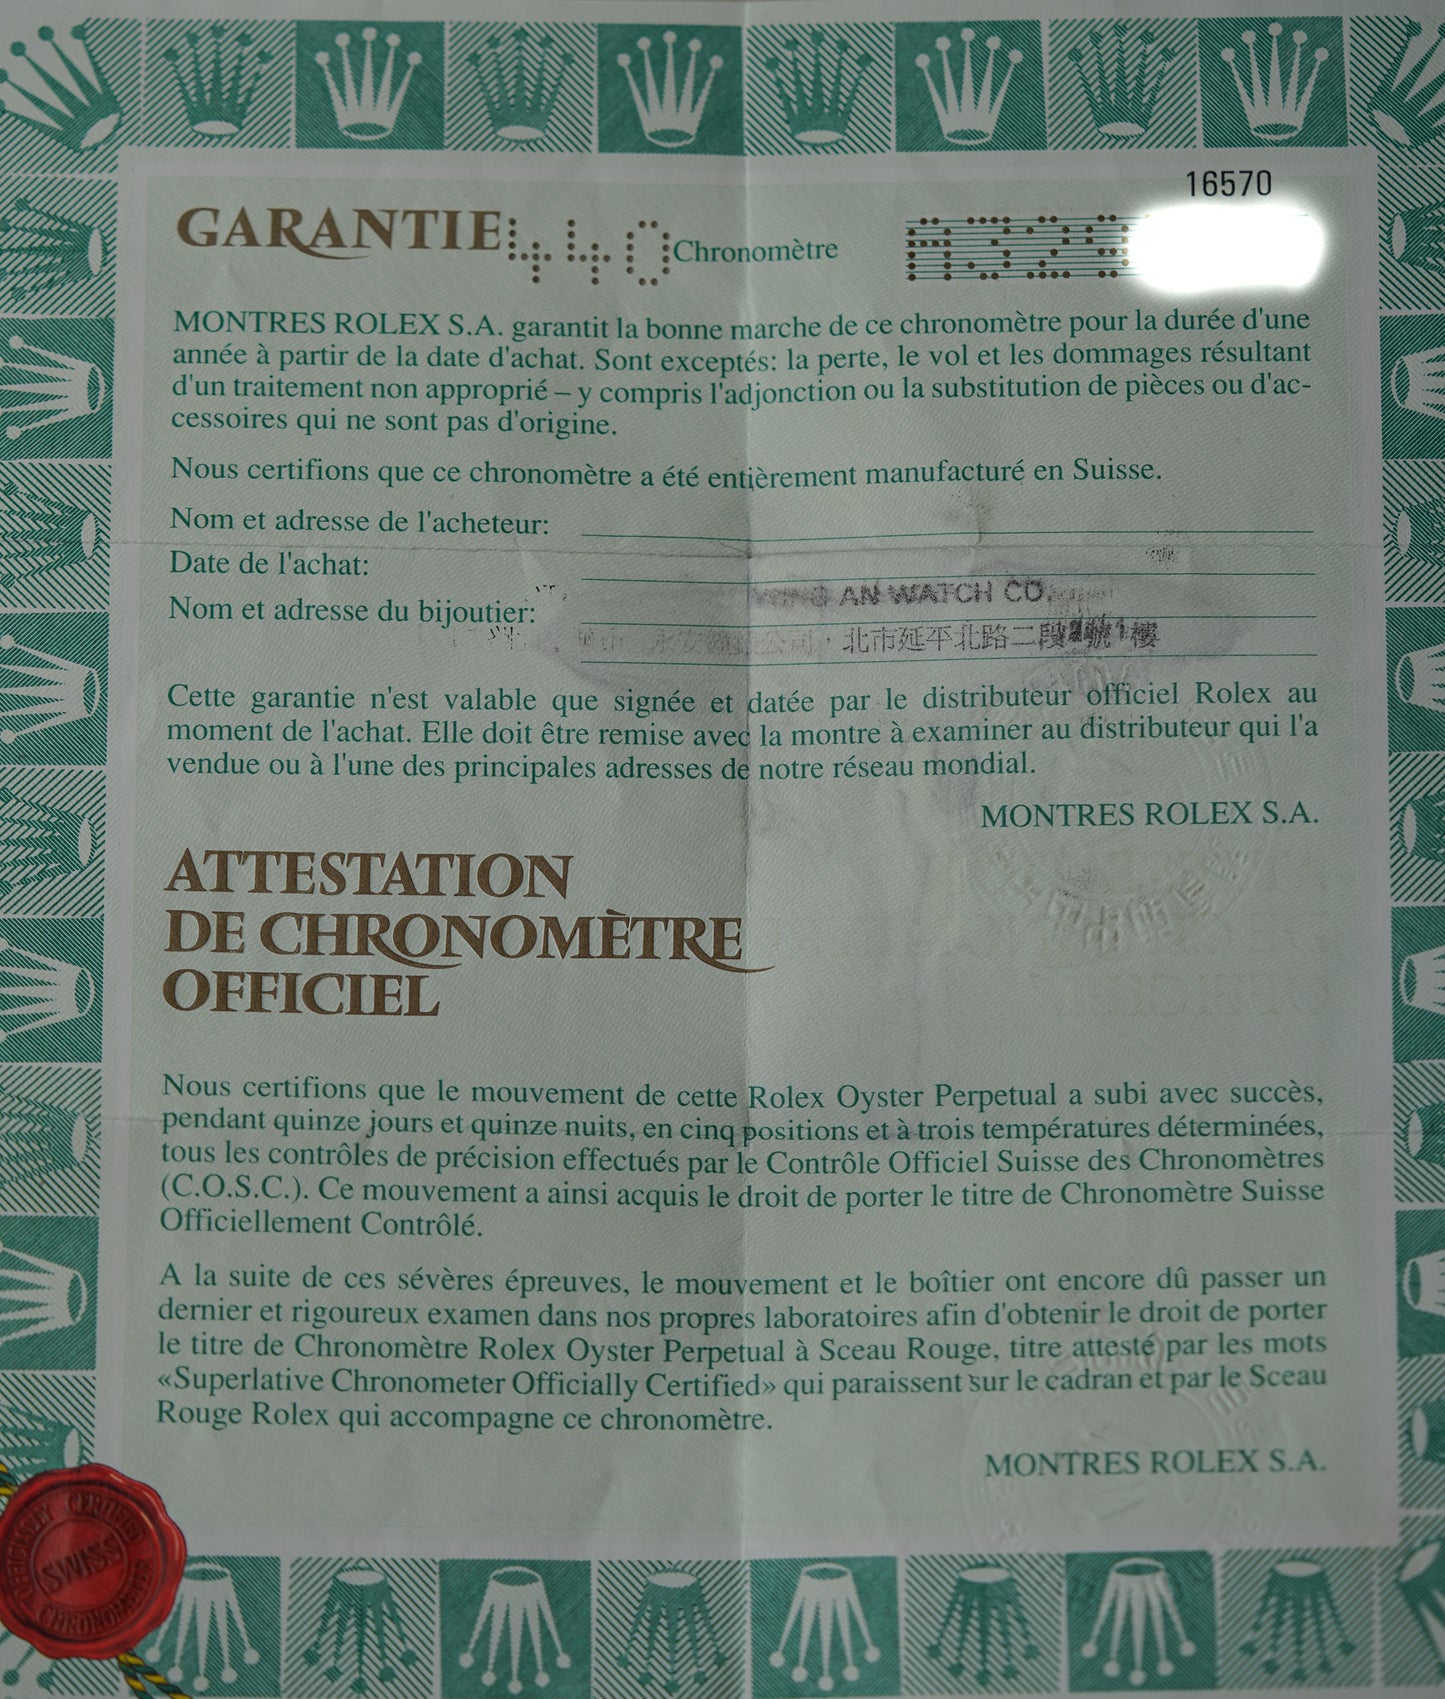 16570
GARANTIE 440 Chronomètre A329
MONTRES ROLEX S.A. garantit la bonne marche de ce chronomètre pour la durée d'une
année à partir de la date d'achat. Sont exceptés: la perte, le vol et les dommages résultant
d'un traitement non approprié – y compris l'adjonction ou la substitution de pièces ou d'ac-
cessoires qui ne sont pas d'origine.
Nous certifions que ce chronomètre a été entièrement manufacturé en Suisse.
Nom et adresse de l'acheteur:
Date de l'achat:
AN WATCH CO.
Nom et adresse du bijoutier:
公司,北市延平北路二段 1樓
Cette garantie n'est valable que signée et datée par le distributeur officiel Rolex au
moment de l'achat. Elle doit être remise avec la montre à examiner au distributeur qui l'a
vendue ou à l'une des principales adresses de notre réseau mondial.
MONTRES ROLEX S.A.
ATTESTATION
DE CHRONOMÈTRE
OFFICIEL
Nous certifions que le mouvement de cette Rolex Oyster Perpetual a subi avec succès,
pendant quinze jours et quinze nuits, en cinq positions et à trois températures déterminées,
tous les contrôles de précision effectués par le Contrôle Officiel Suisse des Chronomètres
(C.O.S.C.). Ce mouvement a ainsi acquis le droit de porter le titre de Chronomètre Suisse
Officiellement Contrôlé.
A la suite de ces sévères épreuves, le mouvement et le boîtier ont encore dû passer un
dernier et rigoureux examen dans nos propres laboratoires afin d'obtenir le droit de porter
le titre de Chronomètre Rolex Oyster Perpetual à Sceau Rouge, titre attesté par les mots
«Superlative Chronometer Officially Certified» qui paraissent sur le cadran et par le Sceau
Rouge Rolex qui accompagne ce chronomètre.
MONTRES ROLEX S.A.
OFFICIALLY CERTIFIED
SWISS
CHRONOMETER